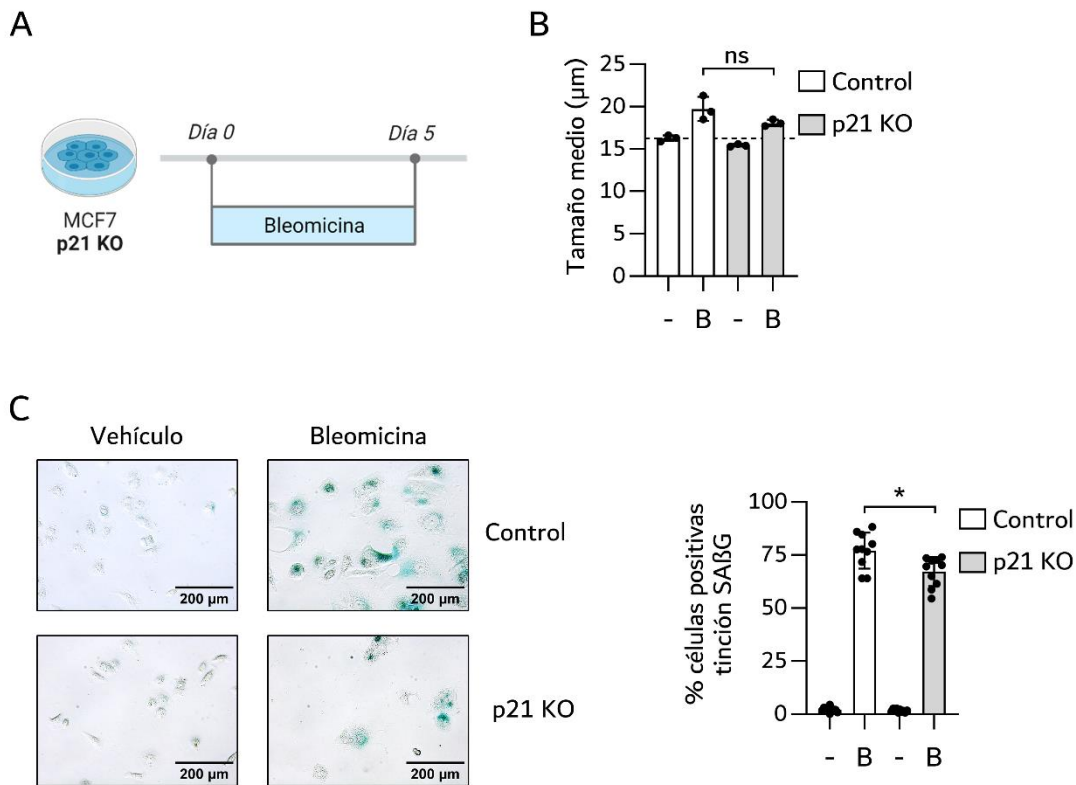 A
Día 0
Día 5
Bleomicina
MCF7
p21 KO
B
Tamaño medio (µm)
25
20
15
10
5
0
ns
Control
p21 KO
-
B
-
B
C
Vehículo
Bleomicina
200 µm
200 µm
Control
200 µm
200 µm
p21 KO
% células positivas
tinción SAßG
100
75
50
25
0
*
Control
p21 KO
-
B
-
B